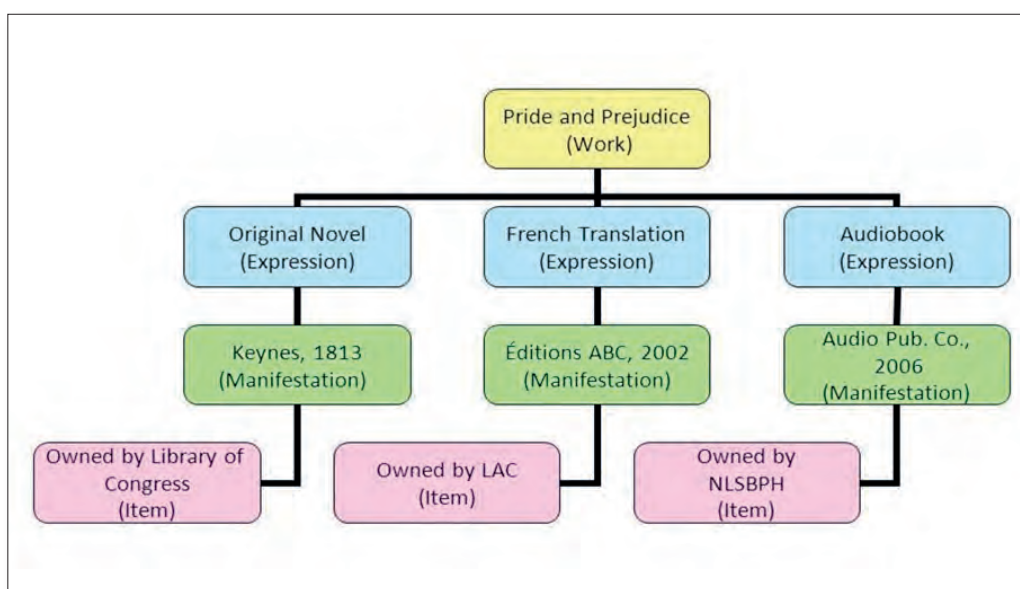 Pride and Prejudice
(Work)
Original Novel
(Expression)
French Translation
(Expression)
Audiobook
(Expression)
Keynes, 1813
(Manifestation)
Éditions ABC, 2002
(Manifestation)
Audio Pub. Co.,
2006
(Manifestation)
Owned by Library of
Congress
(Item)
Owned by LAC
(Item)
Owned by
NLSBPH
(Item)